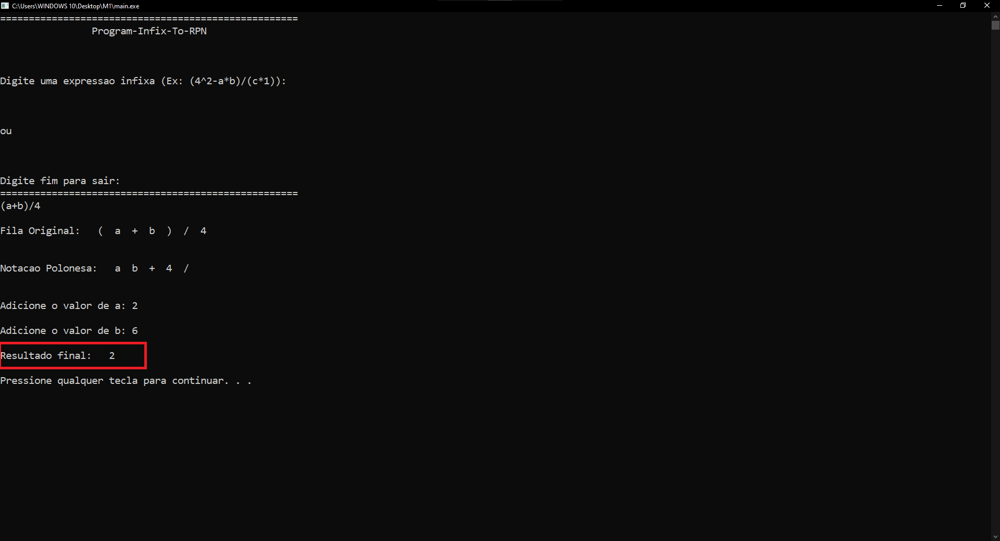 C:\Users\WINDOWS 10\Desktop\M1\main.exe
====================================================
Program-Infix-To-RPN
Digite uma expressao infixa (Ex: (4^2-a*b)/(c*1)):
ou
Digite fim para sair:
====================================================
(a+b)/4
Fila Original:   (  a  +  b  )  /  4
Notacao Polonesa:   a  b  +  4  /
Adicione o valor de a: 2
Adicione o valor de b: 6
Resultado final:   2
Pressione qualquer tecla para continuar. . .